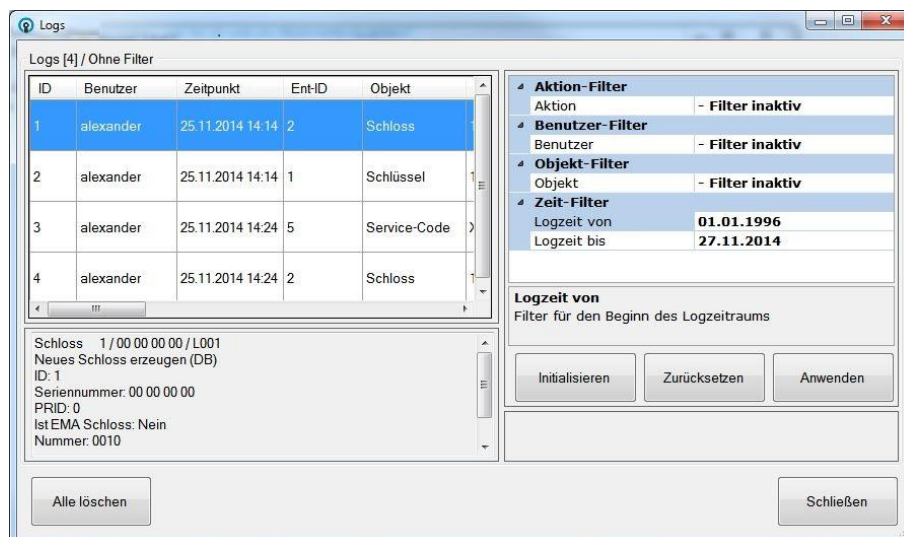 Logs
Logs [4] / Ohne Filter
ID Benutzer Zeitpunkt Ent-ID Objekt
1 alexander 25.11.2014 14:14 2 Schloss
2 alexander 25.11.2014 14:14 1 Schlüssel
3 alexander 25.11.2014 14:24 5 Service-Code
4 alexander 25.11.2014 14:24 2 Schloss
Schloss 1 / 00 00 00 00 / L001
Neues Schloss erzeugen (DB)
ID: 1
Seriennummer: 00 00 00 00
PRID: 0
Ist EMA Schloss: Nein
Nummer: 0010
Aktion-Filter
Aktion - Filter inaktiv
Benutzer-Filter
Benutzer - Filter inaktiv
Objekt-Filter
Objekt - Filter inaktiv
Zeit-Filter
Logzeit von 01.01.1996
Logzeit bis 27.11.2014
Logzeit von
Filter für den Beginn des Logzeitraums
Initialisieren Zurücksetzen Anwenden
Alle löschen Schließen